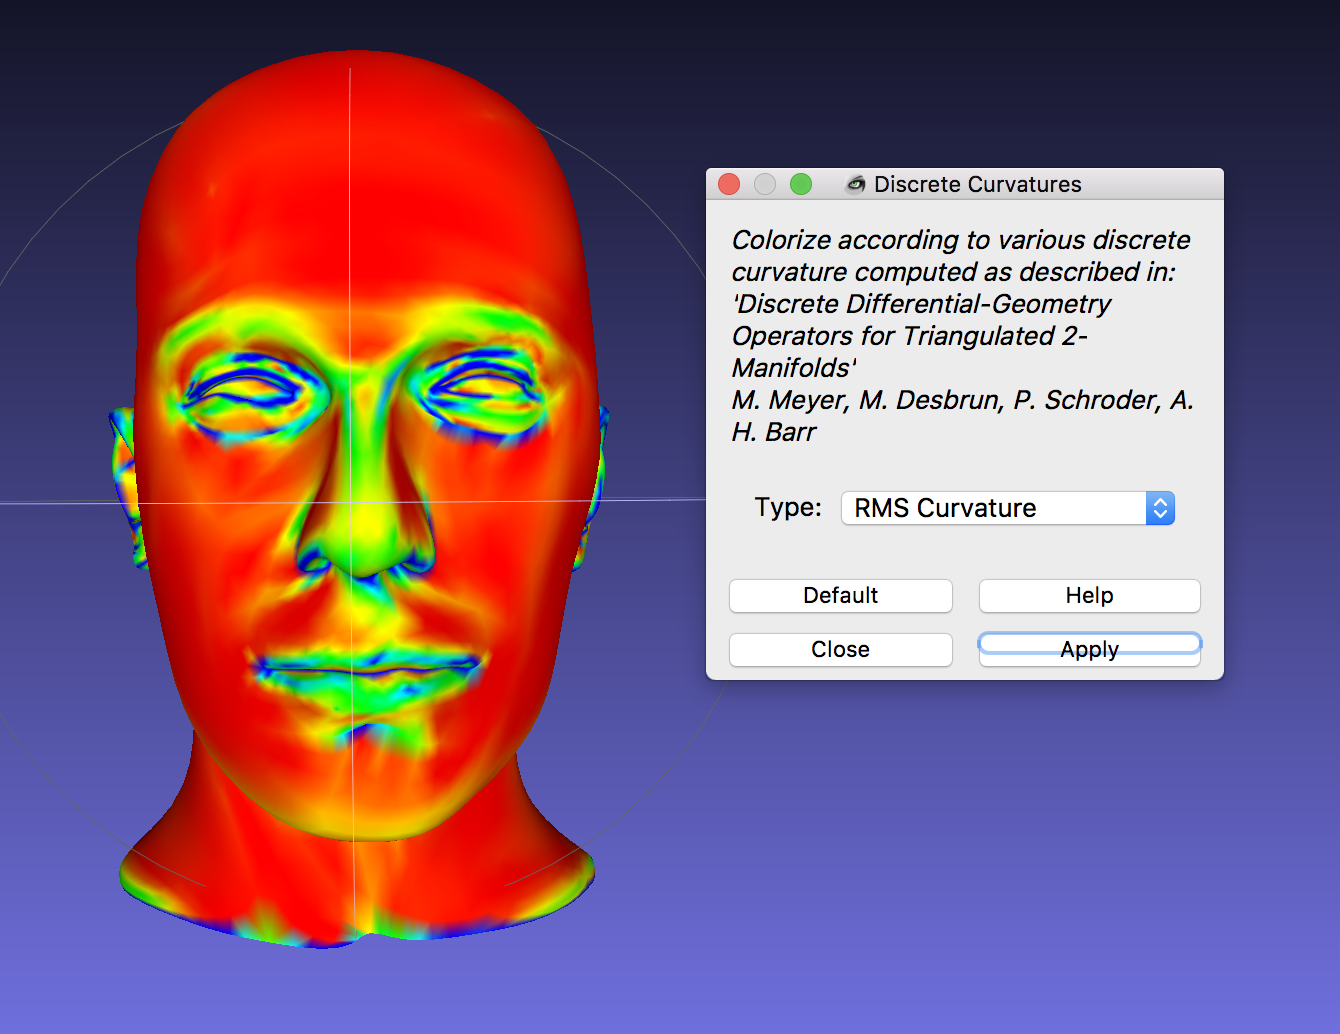 Discrete Curvatures
Colorize according to various discrete
curvature computed as described in:
'Discrete Differential-Geometry
Operators for Triangulated 2-
Manifolds'
M. Meyer, M. Desbrun, P. Schroder, A.
H. Barr
Type: RMS Curvature
Default Help
Close Apply